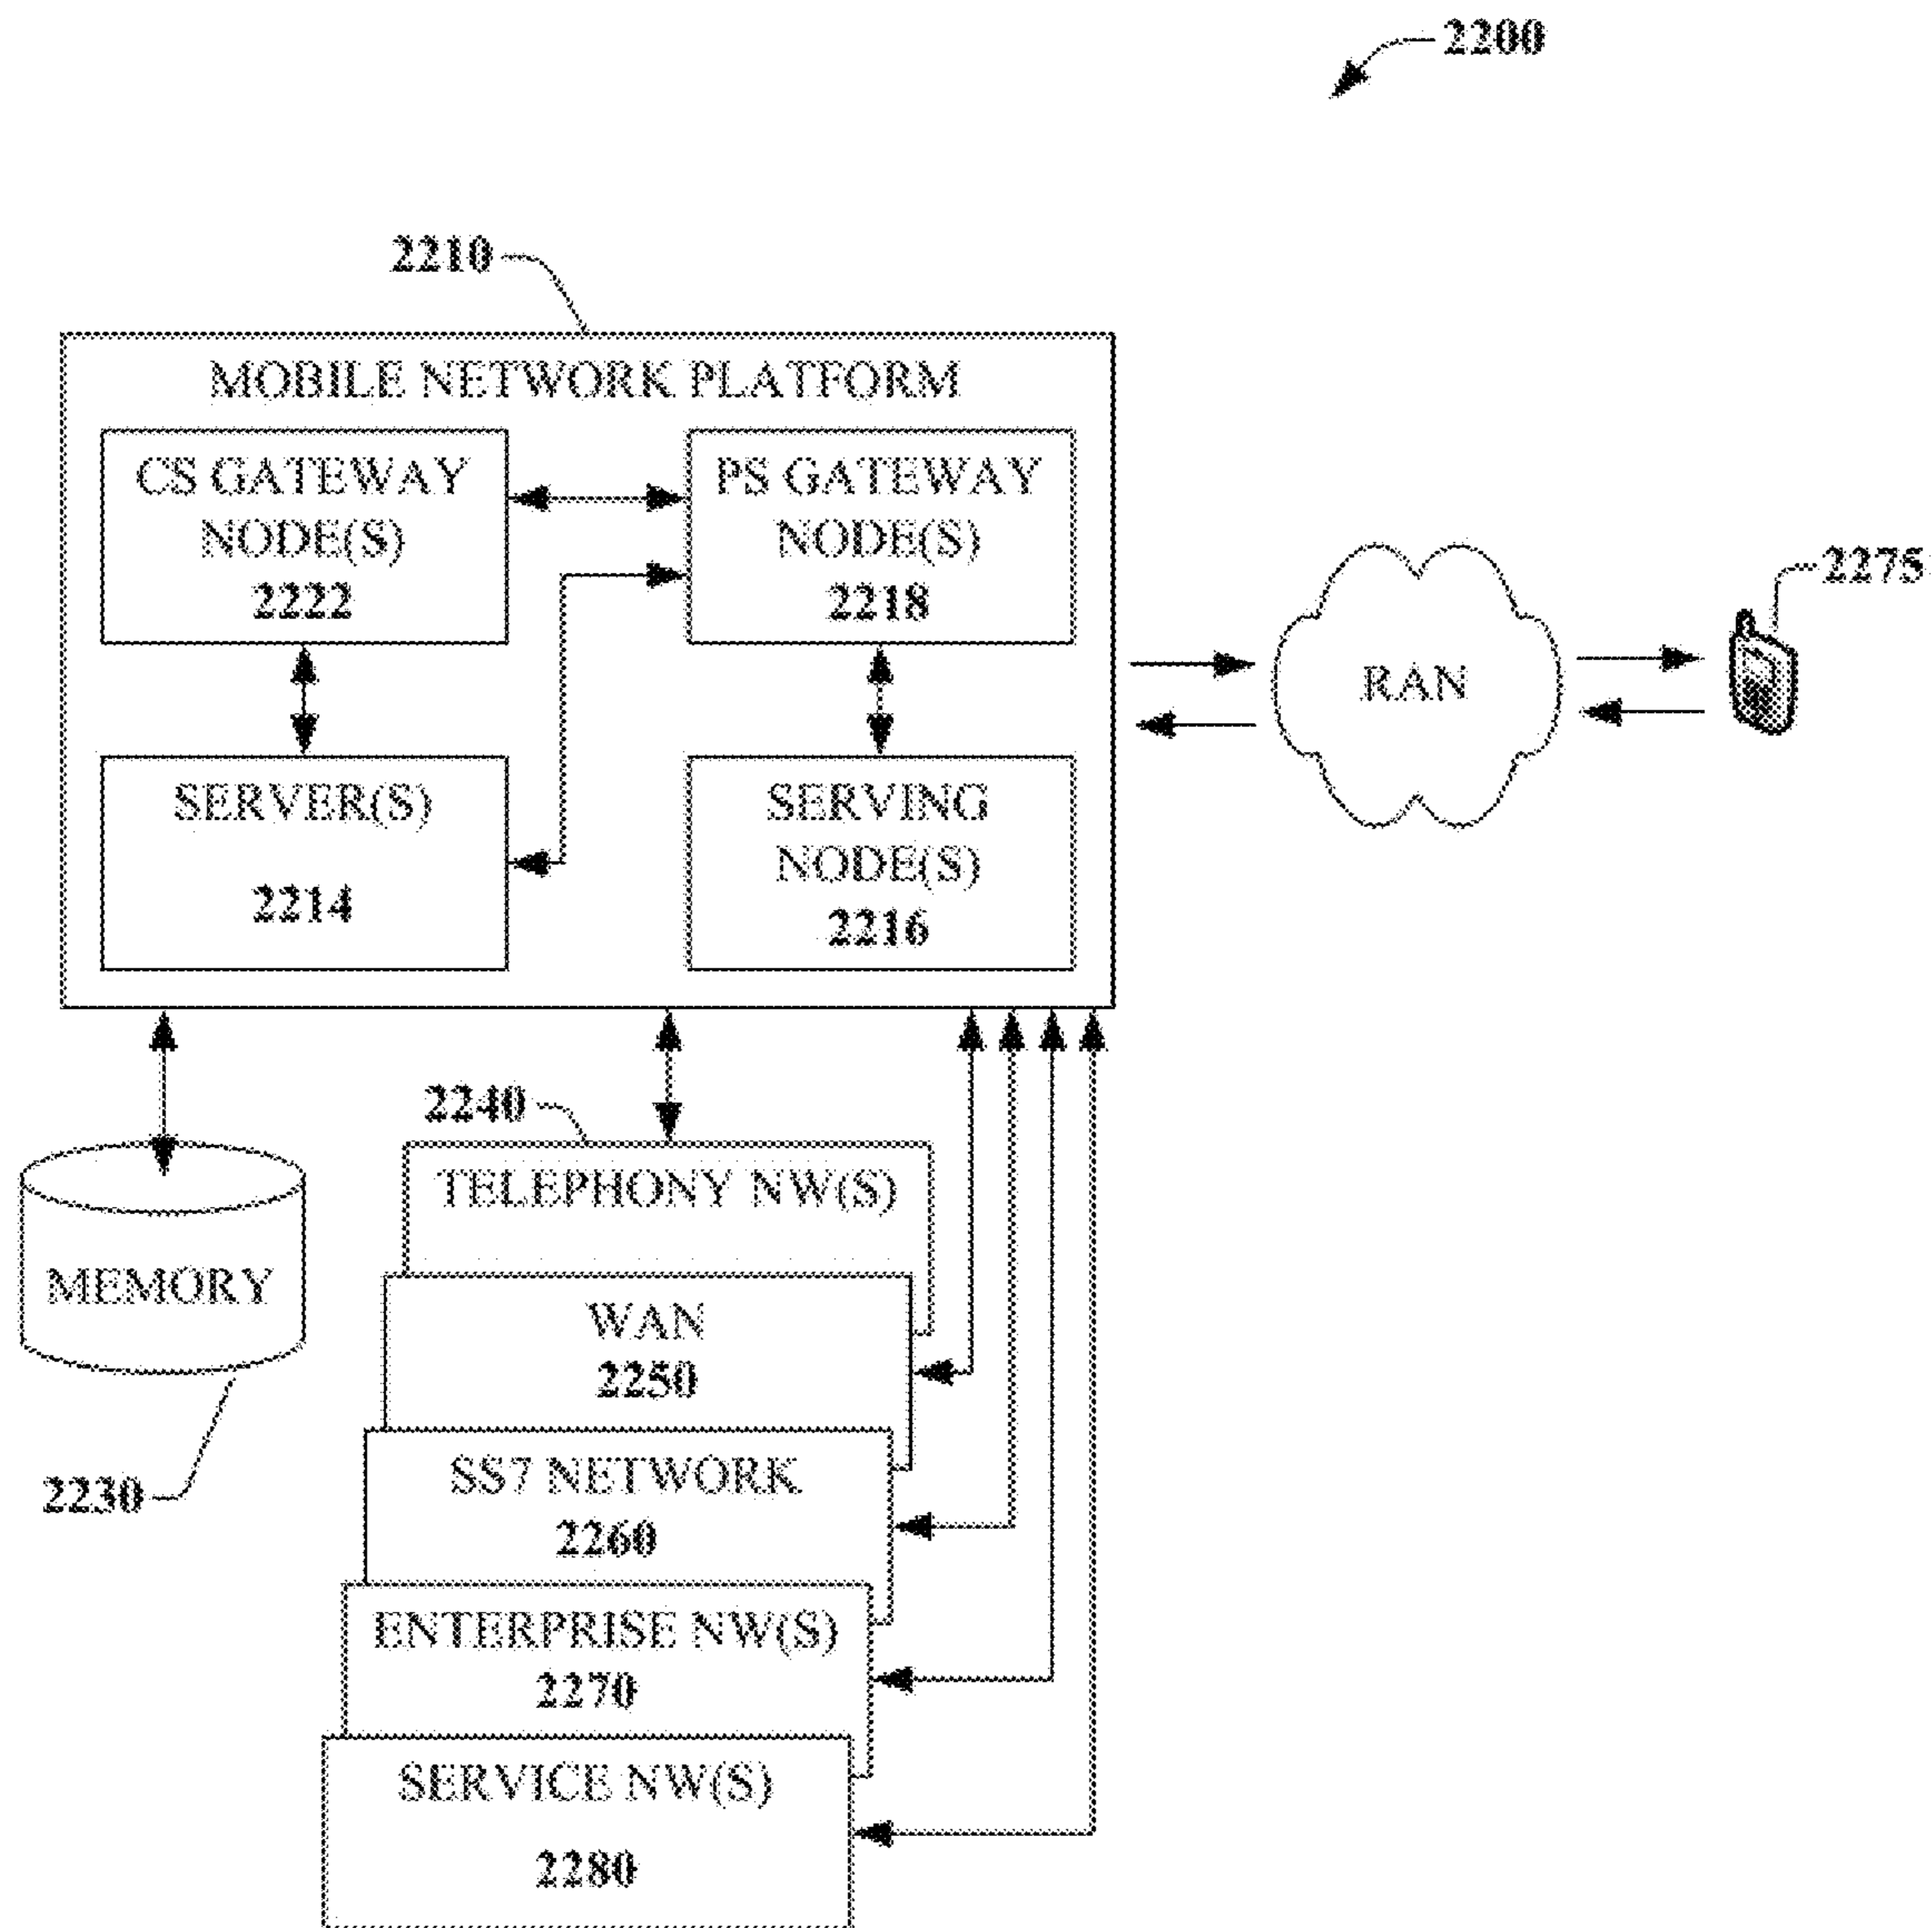 2200
2210
MOBILE NETWORK PLATFORM
CS GATEWAY
NODE(S)
2222
PS GATEWAY
NODE(S)
2218
SERVER(S)
2214
SERVING
NODE(S)
2216
RAN
2275
2240
TELEPHONY NW(S)
MEMORY
2230
WAN
2250
SS7 NETWORK
2260
ENTERPRISE NW(S)
2270
SERVICE NW(S)
2280